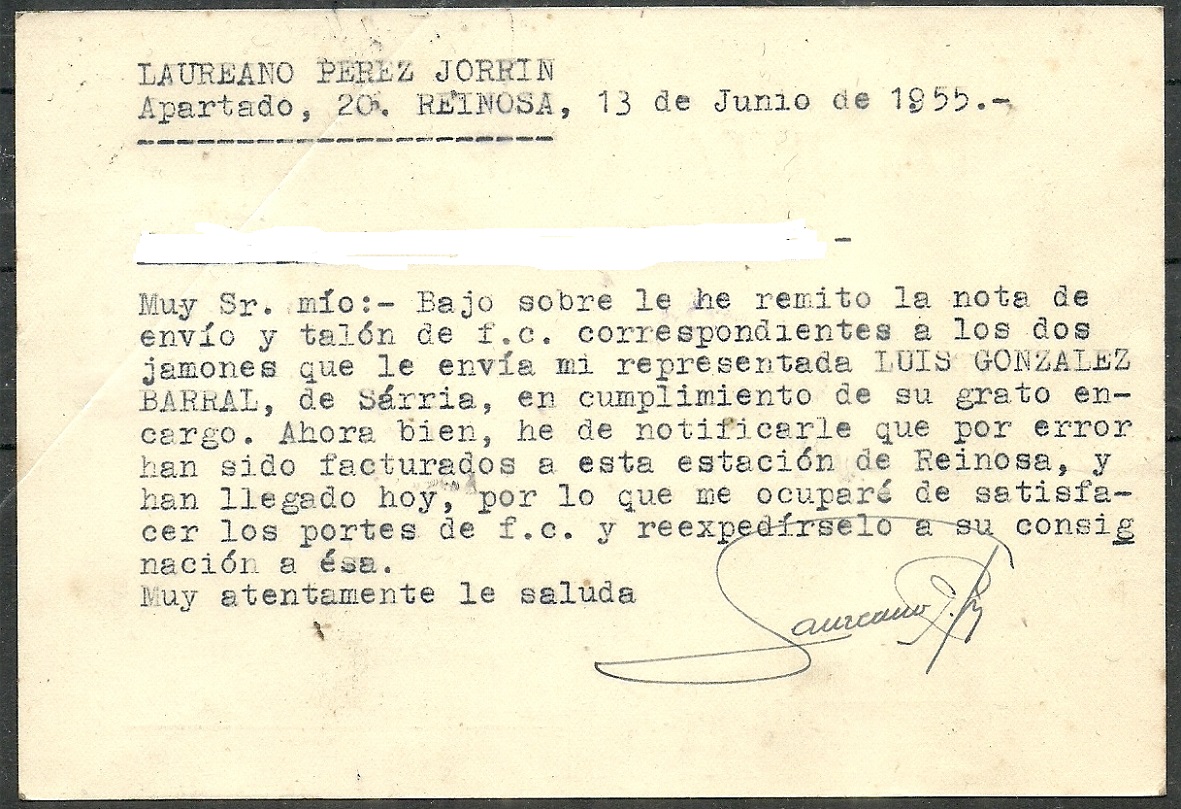 LAUREANO PEREZ JORRIN
Apartado, 20. REINOSA, 13 de Junio de 1955.-
-
Muy Sr. mío:- Bajo sobre le he remito la nota de
envío y talón de f.c. correspondientes a los dos
jamones que le envía mi representada LUIS GONZALEZ
BARRAL, de Sárria, en cumplimiento de su grato en-
cargo. Ahora bien, he de notificarle que por error
han sido facturados a esta estación de Reinosa, y
han llegado hoy, por lo que me ocuparé de satisfa-
cer los portes de f.c. y reexpedírselo a su consig
nación a ésa.
Muy atentamente le saluda
Laureano P.